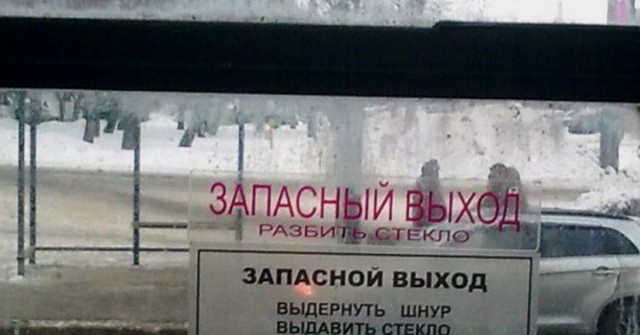 ЗАПАСНЫЙ ВЫХОД
РАЗБИТЬ СТЕКЛО
ЗАПАСНОЙ ВЫХОД
ВЫДЕРНУТЬ ШНУР
ВЫДАВИТЬ СТЕКЛО